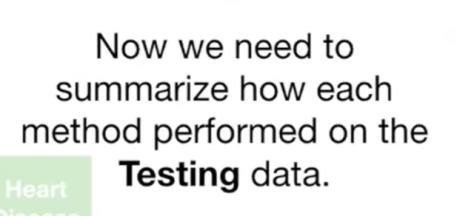 Now we need to
summarize how each
method performed on the
Testing data.
Heart